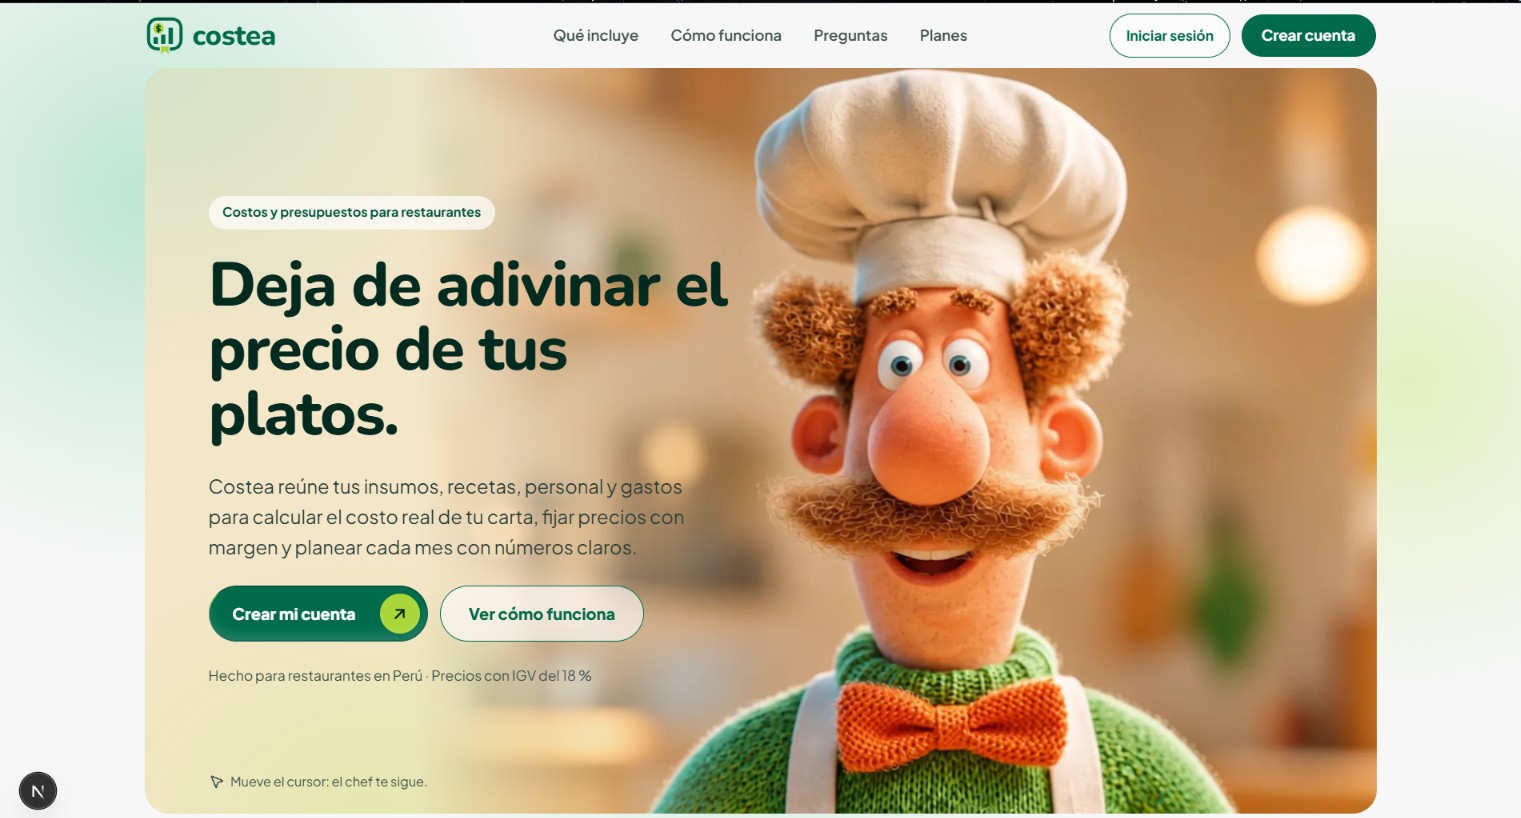 costea
Qué incluye
Cómo funciona
Preguntas
Planes
Iniciar sesión
Crear cuenta
Costos y presupuestos para restaurantes
Deja de adivinar el
precio de tus
platos.
Costea reúne tus insumos, recetas, personal y gastos
para calcular el costo real de tu carta, fijar precios con
margen y planear cada mes con números claros.
Crear mi cuenta
Ver cómo funciona
Hecho para restaurantes en Perú · Precios con IGV del 18 %
Mueve el cursor: el chef te sigue.
N